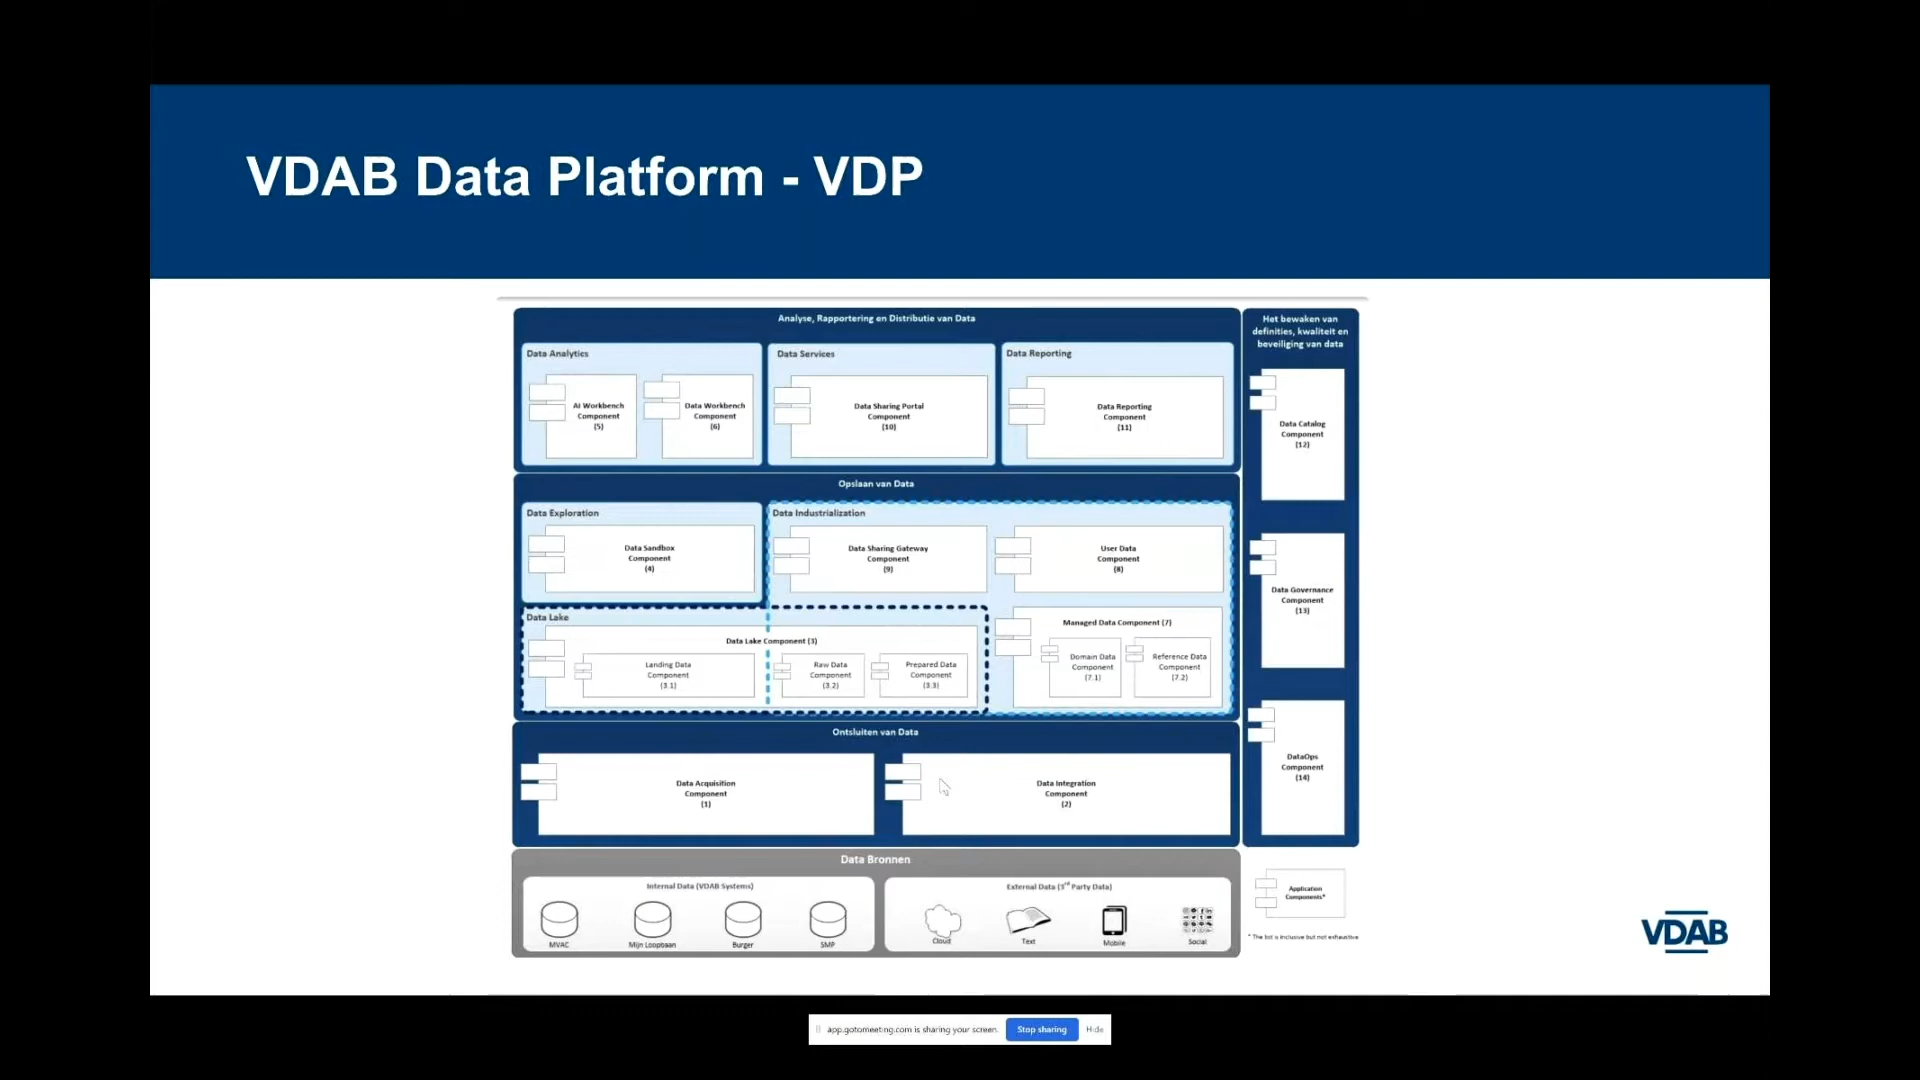 VDAB Data Platform - VDP
Analyse, Rapportering en Distributie van Data
Data Analytics
AI Workbench
Component
(5)
Data Workbench
Component
(6)
Data Services
Data Sharing Portal
Component
(10)
Data Reporting
Data Reporting
Component
(11)
Het bewaken van
definities, kwaliteit en
beveiliging van data
Data Catalog
Component
(12)
Data Governance
Component
(13)
DataOps
Component
(14)
Opslaan van Data
Data Exploration
Data Sandbox
Component
(4)
Data Industrialization
Data Sharing Gateway
Component
(9)
User Data
Component
(8)
Data Lake
Data Lake Component (3)
Landing Data
Component
(3.1)
Raw Data
Component
(3.2)
Prepared Data
Component
(3.3)
Managed Data Component (7)
Domain Data
Component
(7.1)
Reference Data
Component
(7.2)
Ontsluiten van Data
Data Acquisition
Component
(1)
Data Integration
Component
(2)
Data Bronnen
Internal Data (VDAB Systems)
MVAC
Mijn Loopbaan
Burger
SMP
External Data (3rd Party Data)
Cloud
Text
Mobile
Social
Application
Components*
* The list is inclusive but not exhaustive
VDAB
app.gotomeeting.com is sharing your screen.
Stop sharing
Hide